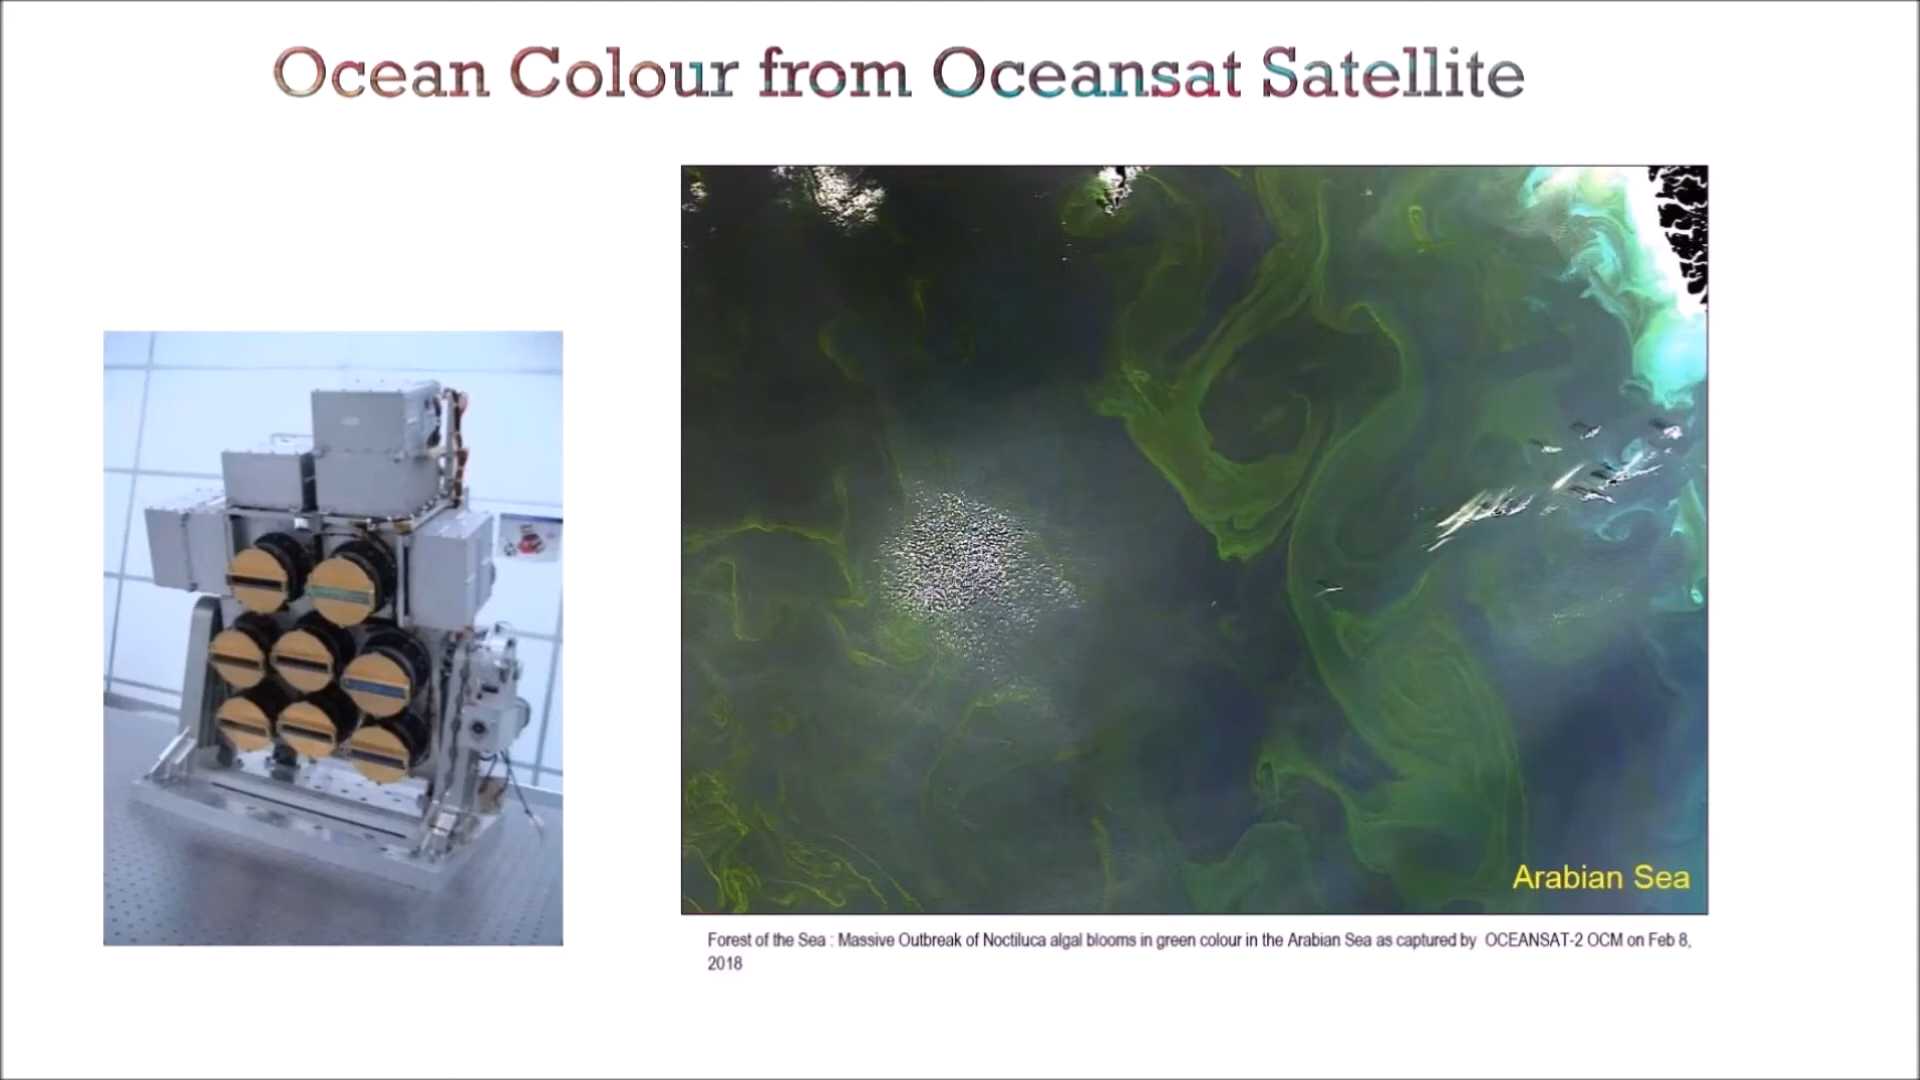 Ocean Colour from Oceansat Satellite
Arabian Sea
Forest of the Sea : Massive Outbreak of Noctiluca algal blooms in green colour in the Arabian Sea as captured by OCEANSAT-2 OCM on Feb 8,
2018